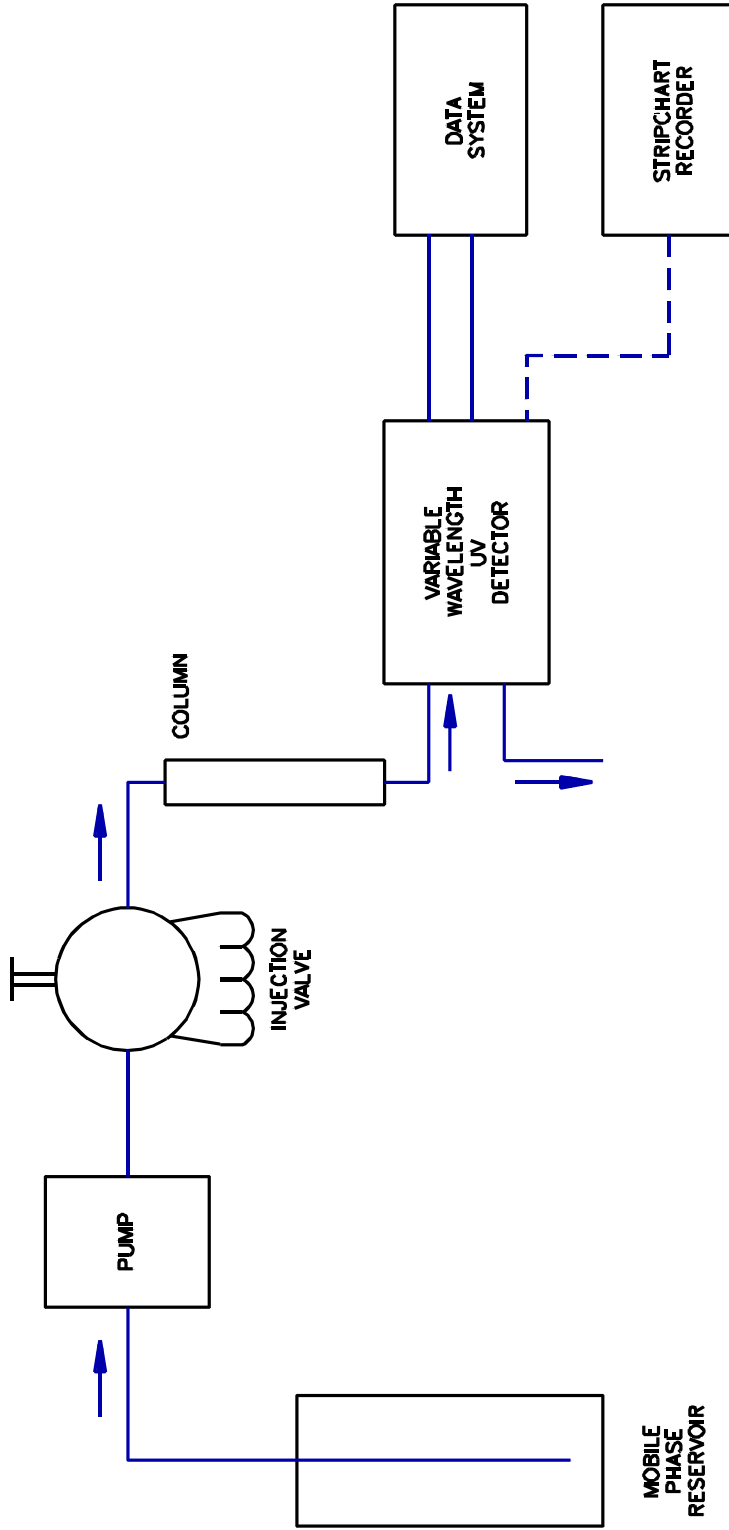 MOBILE
PHASE
RESERVOIR
PUMP
INJECTION
VALVE
COLUMN
VARIABLE
WAVELENGTH
UV
DETECTOR
DATA
SYSTEM
STRIPCHART
RECORDER